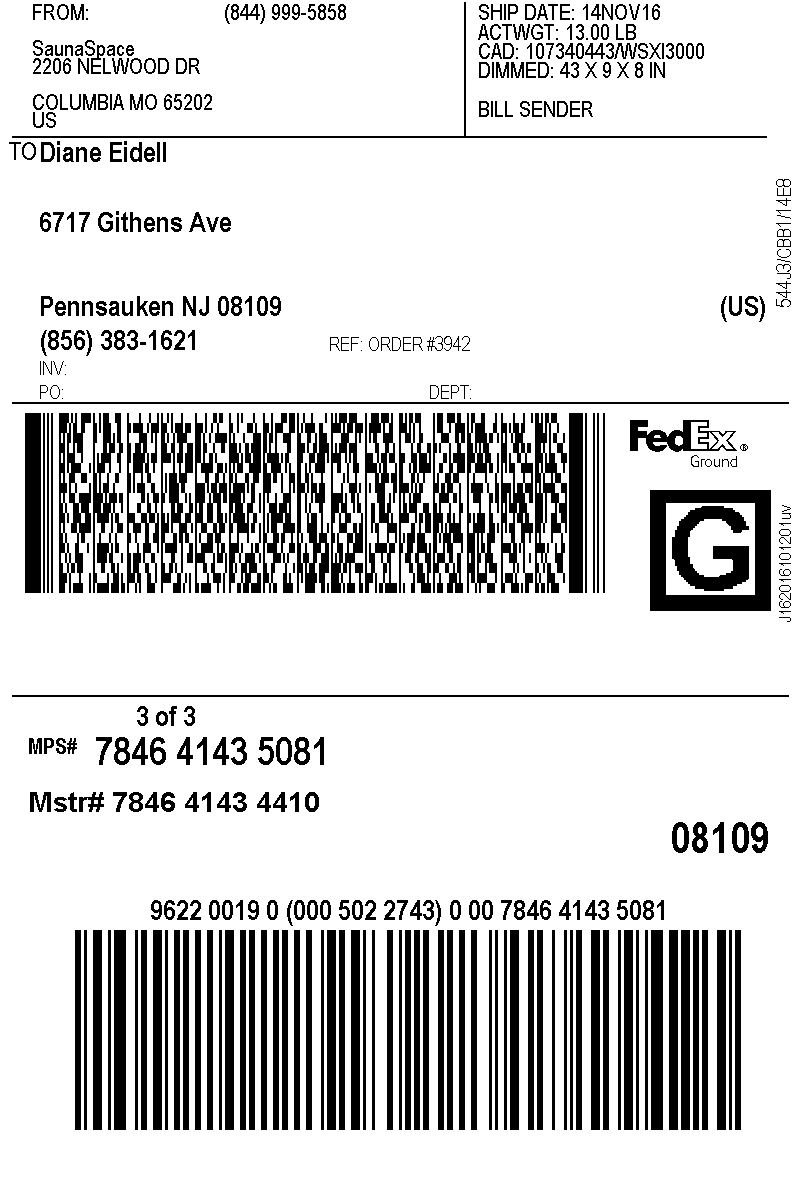 FROM: (844) 999-5858
SaunaSpace
2206 NELWOOD DR
COLUMBIA MO 65202
US
SHIP DATE: 14NOV16
ACTWGT: 13.00 LB
CAD: 107340443/WSXI3000
DIMMED: 43 X 9 X 8 IN
BILL SENDER
TO Diane Eidell
6717 Githens Ave
Pennsauken NJ 08109 (US)
(856) 383-1621 REF: ORDER #3942
INV:
PO: DEPT:
544J3/CBB1/14E8
FedEx®
Ground
G
J162016101201uv
3 of 3
MPS# 7846 4143 5081
Mstr# 7846 4143 4410
08109
9622 0019 0 (000 502 2743) 0 00 7846 4143 5081